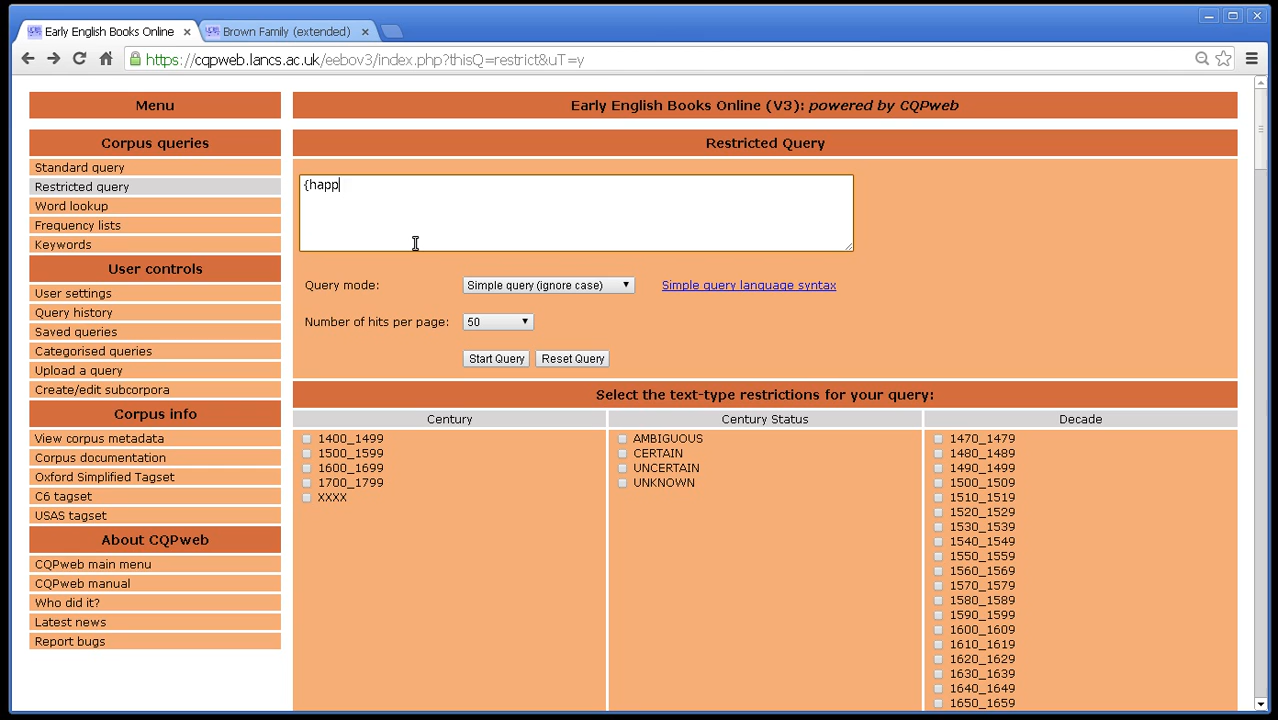 Early English Books Online
Brown Family (extended)
https://cqpweb.lancs.ac.uk/eebov3/index.php?thisQ=restrict&uT=y
Menu
Corpus queries
Standard query
Restricted query
Word lookup
Frequency lists
Keywords
User controls
User settings
Query history
Saved queries
Categorised queries
Upload a query
Create/edit subcorpora
Corpus info
View corpus metadata
Corpus documentation
Oxford Simplified Tagset
C6 tagset
USAS tagset
About CQPweb
CQPweb main menu
CQPweb manual
Who did it?
Latest news
Report bugs
Early English Books Online (V3): powered by CQPweb
Restricted Query
{happ
Query mode: Simple query (ignore case) Simple query language syntax
Number of hits per page: 50
Start Query Reset Query
Select the text-type restrictions for your query:
Century
1400_1499
1500_1599
1600_1699
1700_1799
XXXX
Century Status
AMBIGUOUS
CERTAIN
UNCERTAIN
UNKNOWN
Decade
1470_1479
1480_1489
1490_1499
1500_1509
1510_1519
1520_1529
1530_1539
1540_1549
1550_1559
1560_1569
1570_1579
1580_1589
1590_1599
1600_1609
1610_1619
1620_1629
1630_1639
1640_1649
1650_1659